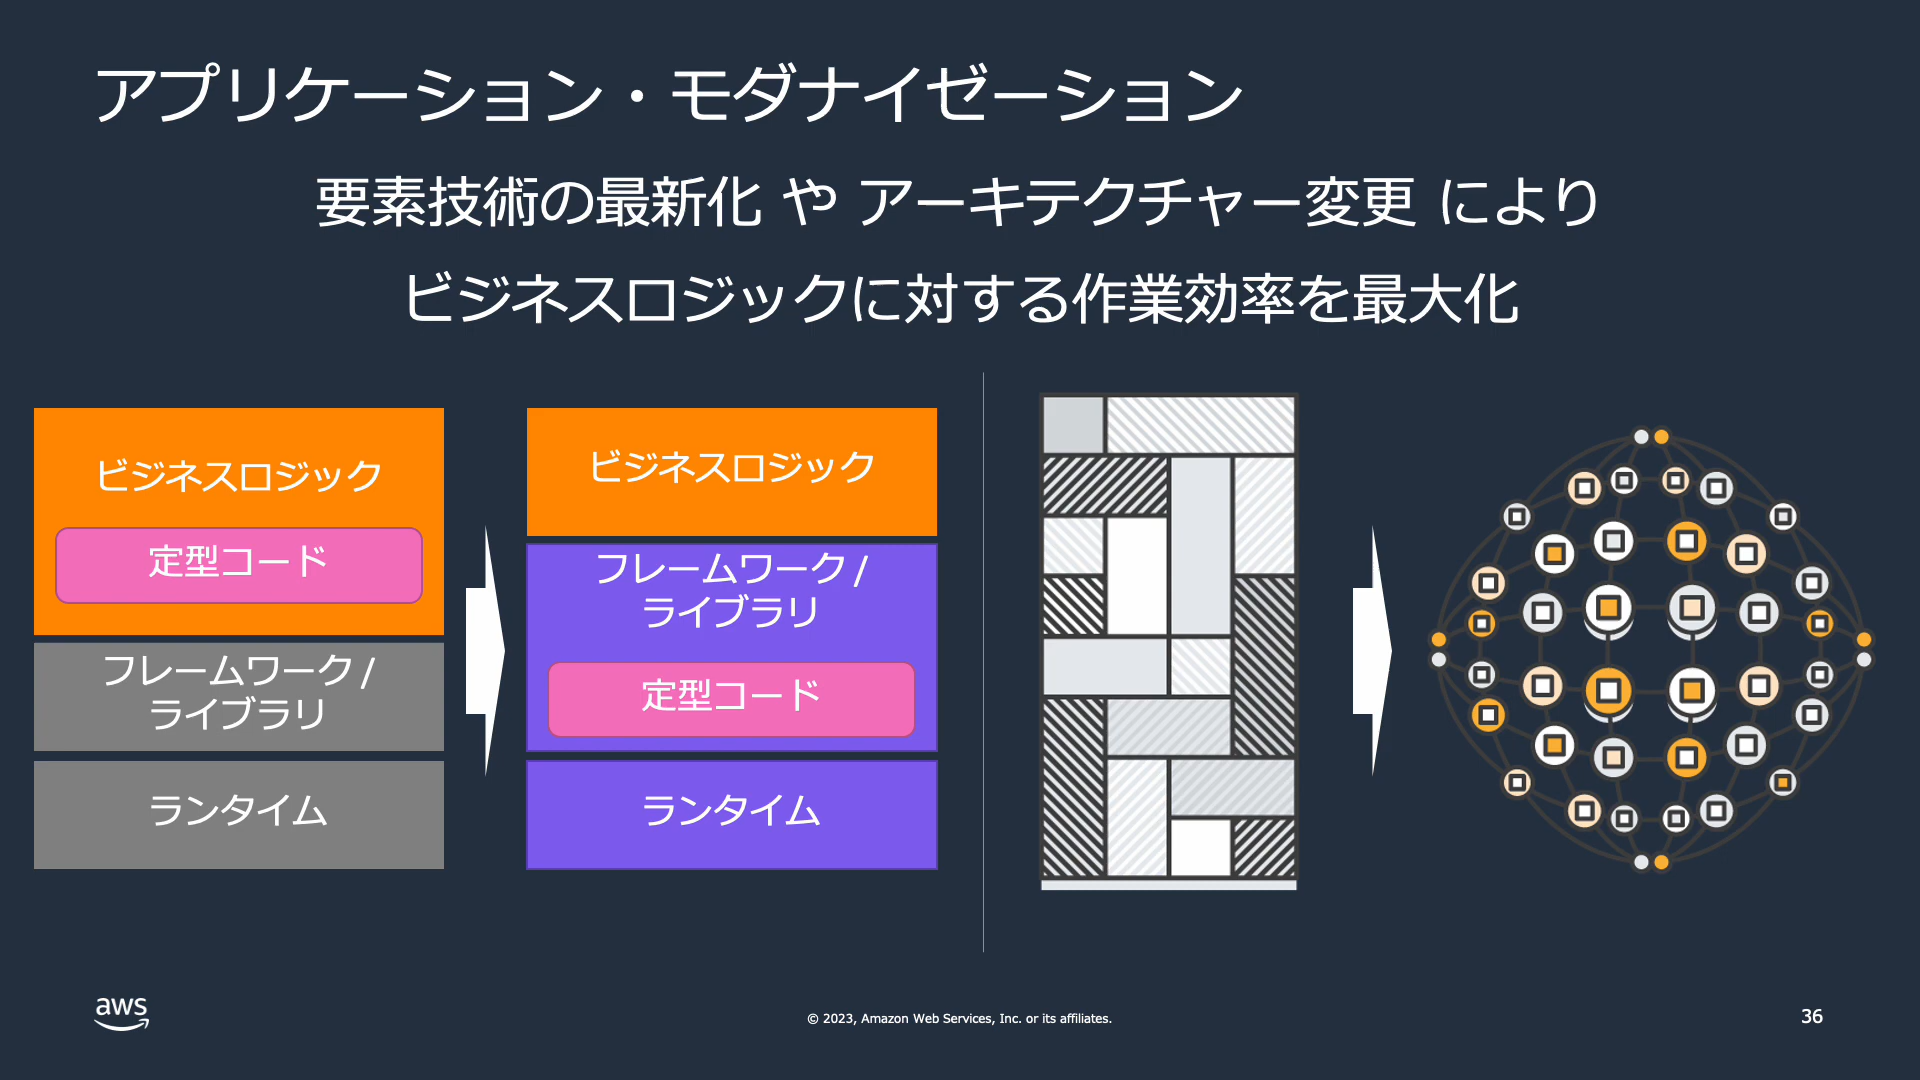 アプリケーション・モダナイゼーション
要素技術の最新化 や アーキテクチャー変更 により
ビジネスロジックに対する作業効率を最大化
ビジネスロジック
定型コード
フレームワーク /
ライブラリ
ランタイム
ビジネスロジック
フレームワーク /
ライブラリ
定型コード
ランタイム
aws
© 2023, Amazon Web Services, Inc. or its affiliates.
36